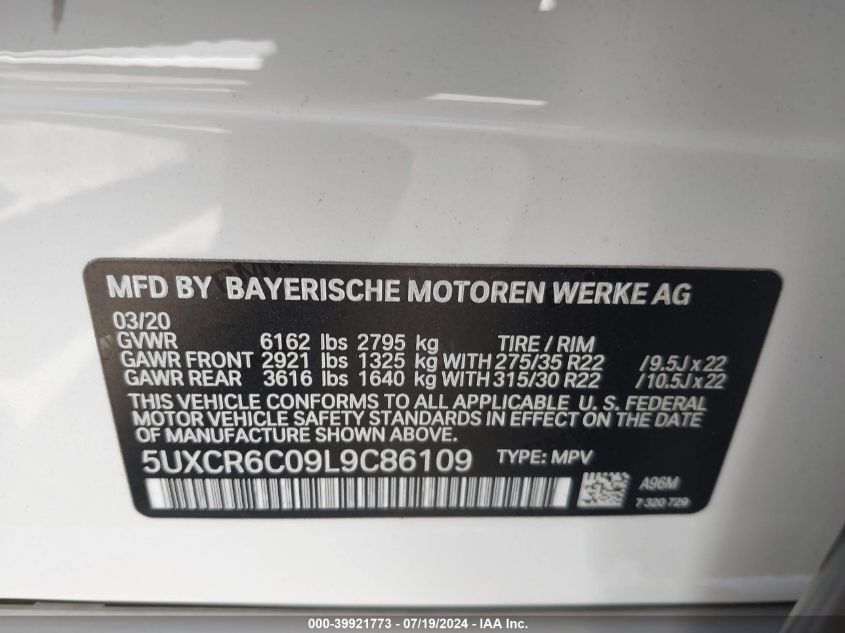 MFD BY BAYERISCHE MOTOREN WERKE AG
03/20
GVWR 6162 lbs 2795 kg TIRE / RIM
GAWR FRONT 2921 lbs 1325 kg WITH 275/35 R22 / 9.5J x 22
GAWR REAR 3616 lbs 1640 kg WITH 315/30 R22 / 10.5J x 22
THIS VEHICLE CONFORMS TO ALL APPLICABLE U. S. FEDERAL
MOTOR VEHICLE SAFETY STANDARDS IN EFFECT ON THE DATE
OF MANUFACTURE SHOWN ABOVE.
5UXCR6C09L9C86109 TYPE: MPV
A96M
7 320 729
000-39921773 - 07/19/2024 - IAA Inc.